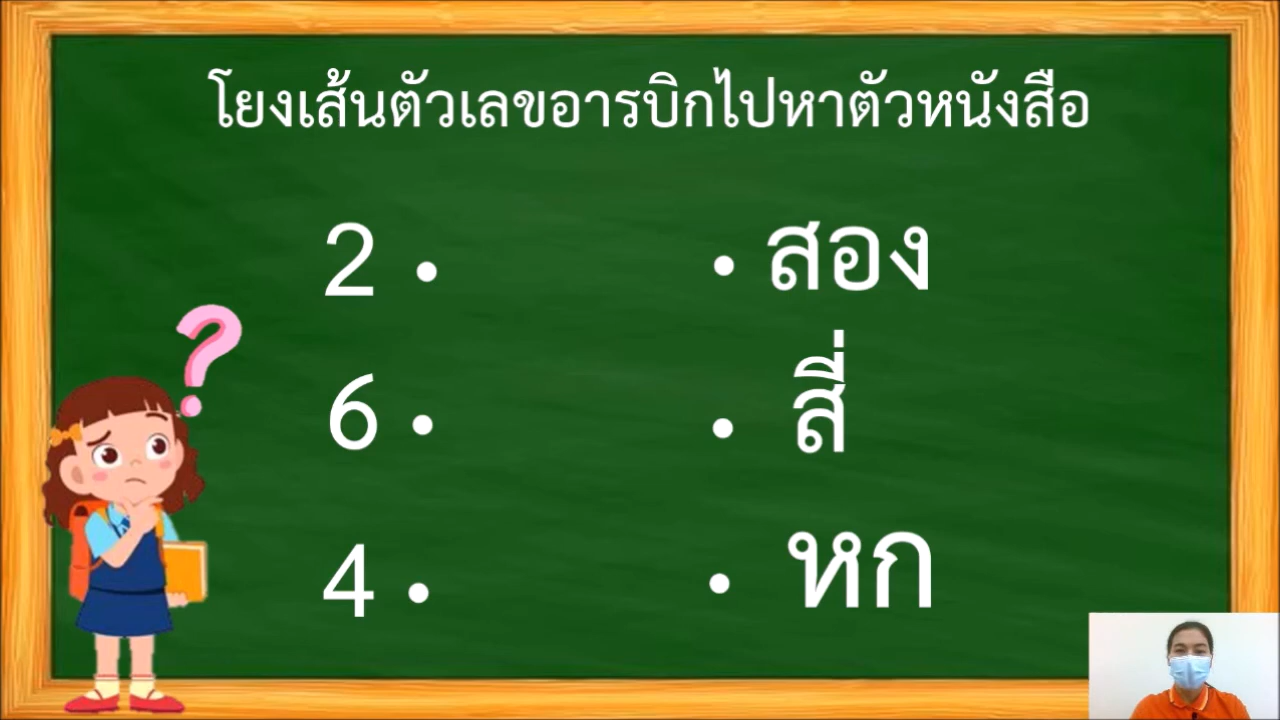 โยงเส้นตัวเลขอารบิกไปหาตัวหนังสือ
2 • • สอง
6 • • สี่
4 • • หก